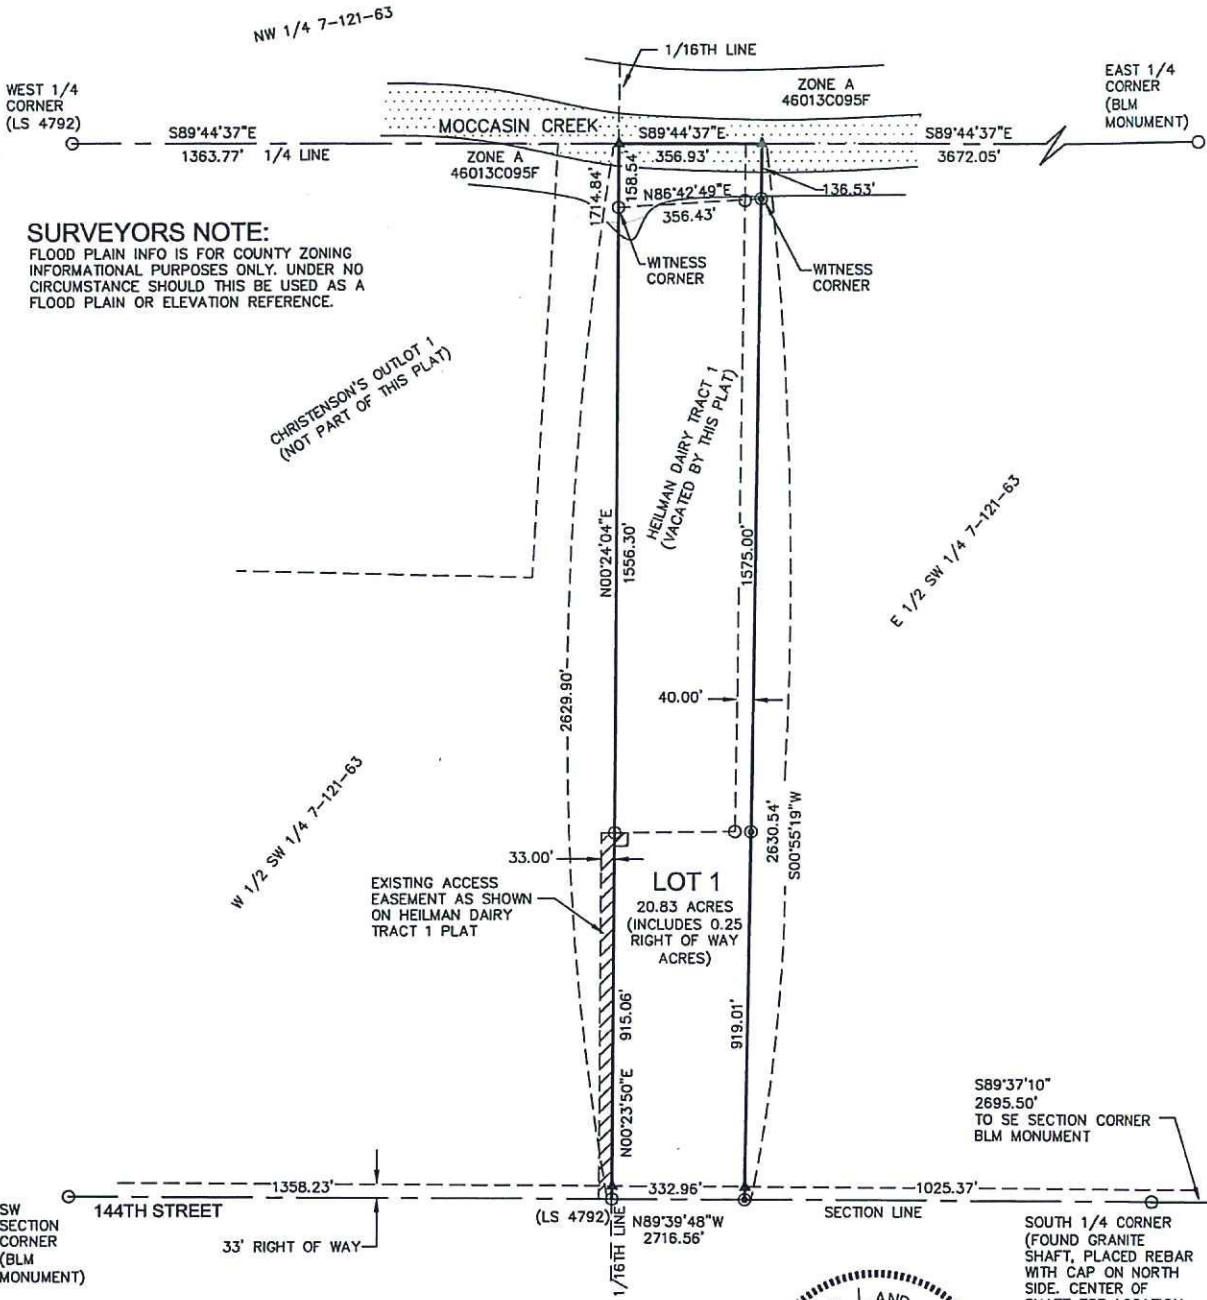 NW 1/4 7-121-63
1/16TH LINE
WEST 1/4
CORNER
(LS 4792)
ZONE A
46013C095F
EAST 1/4
CORNER
(BLM
MONUMENT)
MOCCASIN CREEK
S89°44'37"E
1363.77' 1/4 LINE
S89°44'37"E
356.93'
S89°44'37"E
3672.05'
ZONE A
46013C095F
1714.84'
158.54'
N86°42'49"E
356.43'
136.53'
WITNESS
CORNER
WITNESS
CORNER
SURVEYORS NOTE:
FLOOD PLAIN INFO IS FOR COUNTY ZONING
INFORMATIONAL PURPOSES ONLY. UNDER NO
CIRCUMSTANCE SHOULD THIS BE USED AS A
FLOOD PLAIN OR ELEVATION REFERENCE.
CHRISTENSON'S OUTLOT 1
(NOT PART OF THIS PLAT)
HEILMAN DAIRY TRACT 1
(VACATED BY THIS PLAT)
N00°24'04"E
1556.30'
1575.00'
E 1/2 SW 1/4 7-121-63
2629.90'
40.00'
W 1/2 SW 1/4 7-121-63
2630.54'
S00°55'19"W
33.00'
EXISTING ACCESS
EASEMENT AS SHOWN
ON HEILMAN DAIRY
TRACT 1 PLAT
LOT 1
20.83 ACRES
(INCLUDES 0.25
RIGHT OF WAY
ACRES)
915.06'
N00°23'50"E
919.01'
S89°37'10"
2695.50'
TO SE SECTION CORNER
BLM MONUMENT
1358.23'
332.96'
1025.37'
SW
SECTION
CORNER
(BLM
MONUMENT)
144TH STREET
33' RIGHT OF WAY
(LS 4792)
1/16TH LINE
N89°39'48"W
2716.56'
SECTION LINE
SOUTH 1/4 CORNER
(FOUND GRANITE
SHAFT, PLACED REBAR
WITH CAP ON NORTH
SIDE. CENTER OF
AND